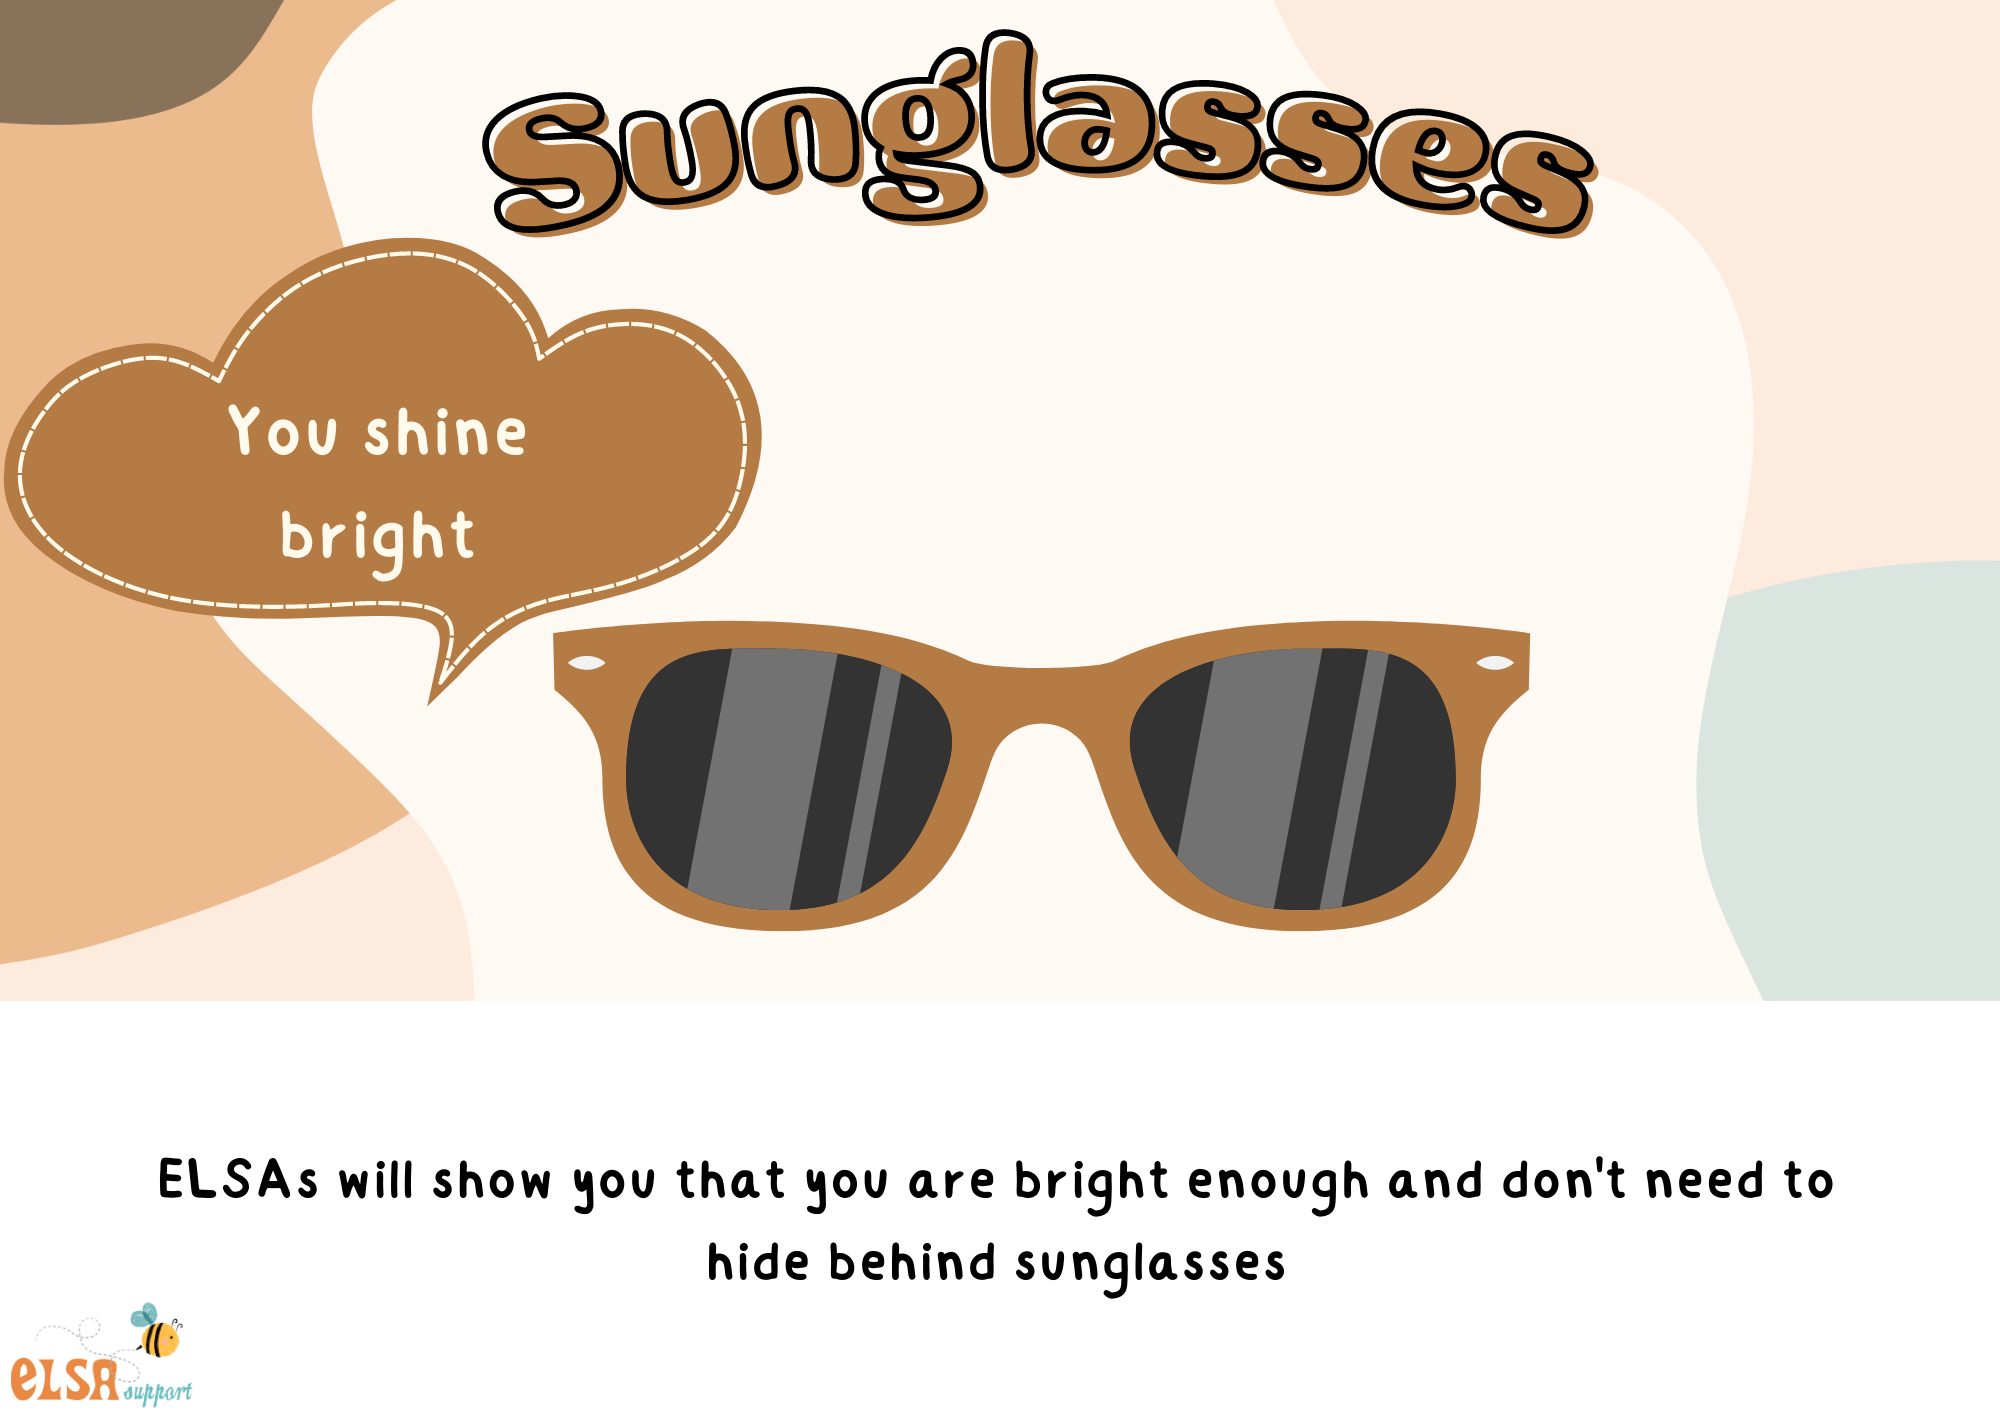 Sunglasses
You shine
bright
ELSAs will show you that you are bright enough and don't need to
hide behind sunglasses
eLSA support